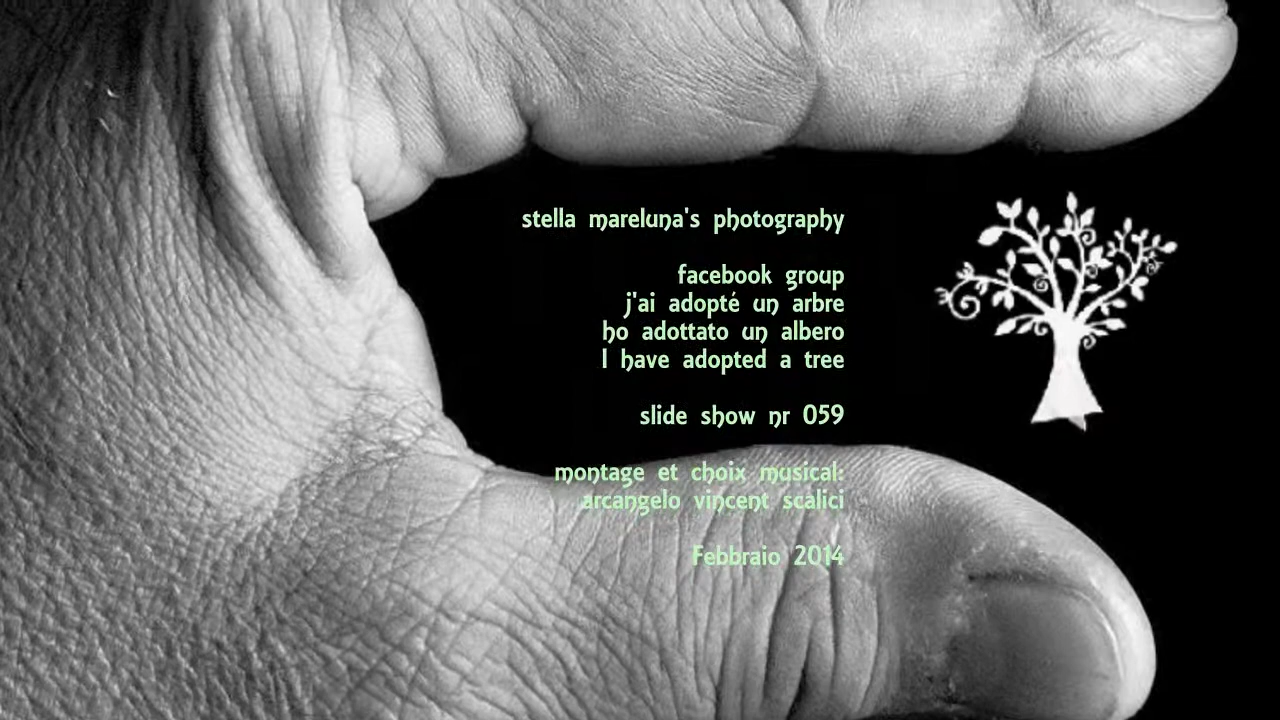 stella mareluna's photography
facebook group
j'ai adopté un arbre
ho adottato un albero
I have adopted a tree
slide show nr 059
montage et choix musical:
arcangelo vincent scalici
Febbraio 2014